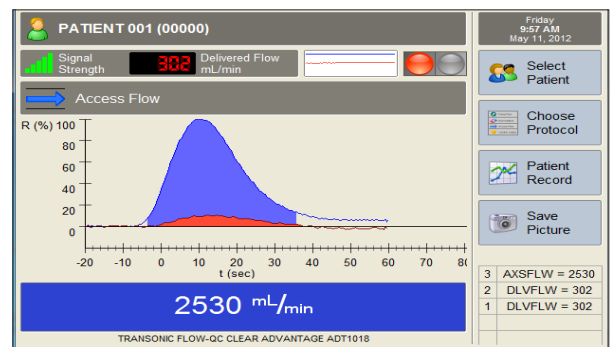 PATIENT 001 (00000)
Friday
9:57 AM
May 11, 2012
Signal
Strength
302
Delivered Flow
mL/min
Select
Patient
Access Flow
Choose
Protocol
R (%) 100
80
60
40
20
0
-20 -10 0 10 20 30 40 50 60 70 80
t (sec)
Patient
Record
Save
Picture
2530 mL/min
3 AXSFLW = 2530
2 DLVFLW = 302
1 DLVFLW = 302
TRANSONIC FLOW-QC CLEAR ADVANTAGE ADT1018